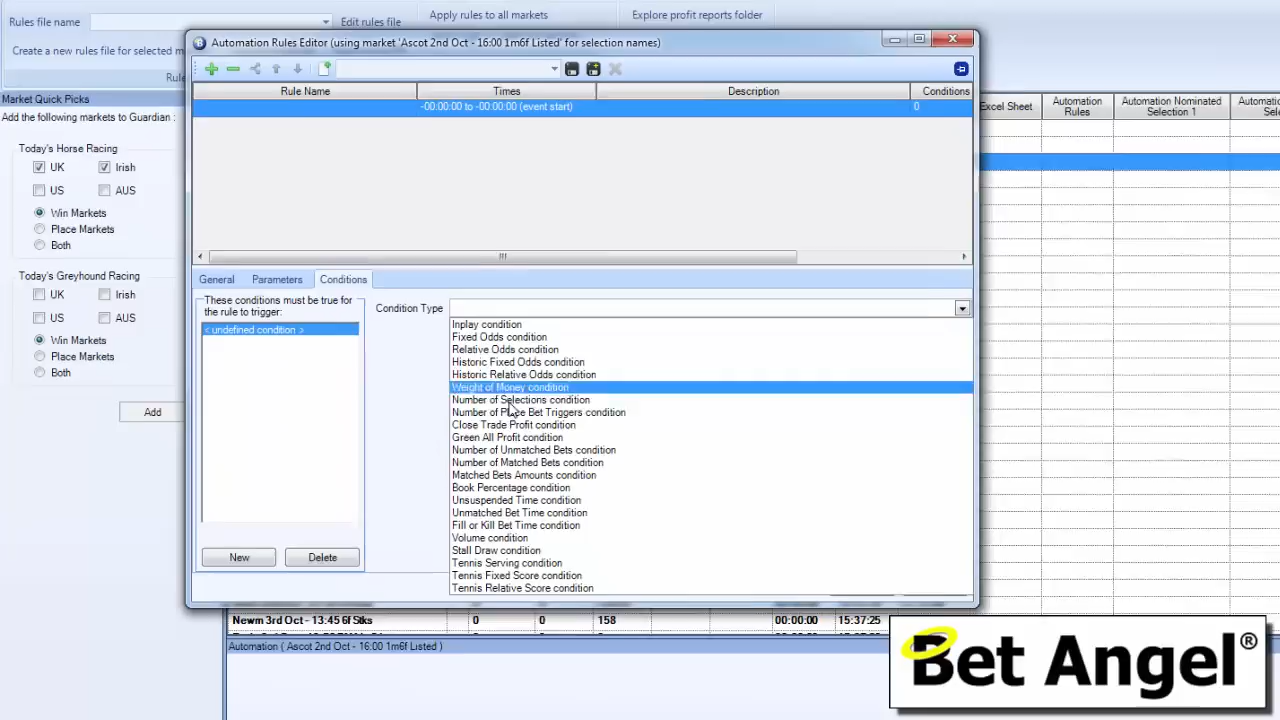 Rules file name
Edit rules file
Apply rules to all markets
Explore profit reports folder
Create a new rules file for selected m
Rule
Automation Rules Editor (using market 'Ascot 2nd Oct - 16:00 1m6f Listed' for selection names)
Market Quick Picks
Add the following markets to Guardian :
Today's Horse Racing
UK
Irish
US
AUS
Win Markets
Place Markets
Both
Today's Greyhound Racing
UK
Irish
US
AUS
Win Markets
Place Markets
Both
Add
Rule Name
Times
Description
Conditions
-00:00:00 to -00:00:00 (event start)
0
Excel Sheet
Automation Rules
Automation Nominated Selection 1
General
Parameters
Conditions
These conditions must be true for
the rule to trigger:
< undefined condition >
New
Delete
Condition Type
Inplay condition
Fixed Odds condition
Relative Odds condition
Historic Fixed Odds condition
Historic Relative Odds condition
Weight of Money condition
Number of Selections condition
Number of Place Bet Triggers condition
Close Trade Profit condition
Green All Profit condition
Number of Unmatched Bets condition
Number of Matched Bets condition
Matched Bets Amounts condition
Book Percentage condition
Unsuspended Time condition
Unmatched Bet Time condition
Fill or Kill Bet Time condition
Volume condition
Stall Draw condition
Tennis Serving condition
Tennis Fixed Score condition
Tennis Relative Score condition
Newm 3rd Oct - 13:45 6f Stks
0
0
158
00:00:00
15:37:25
Automation ( Ascot 2nd Oct - 16:00 1m6f Listed )
Bet Angel®